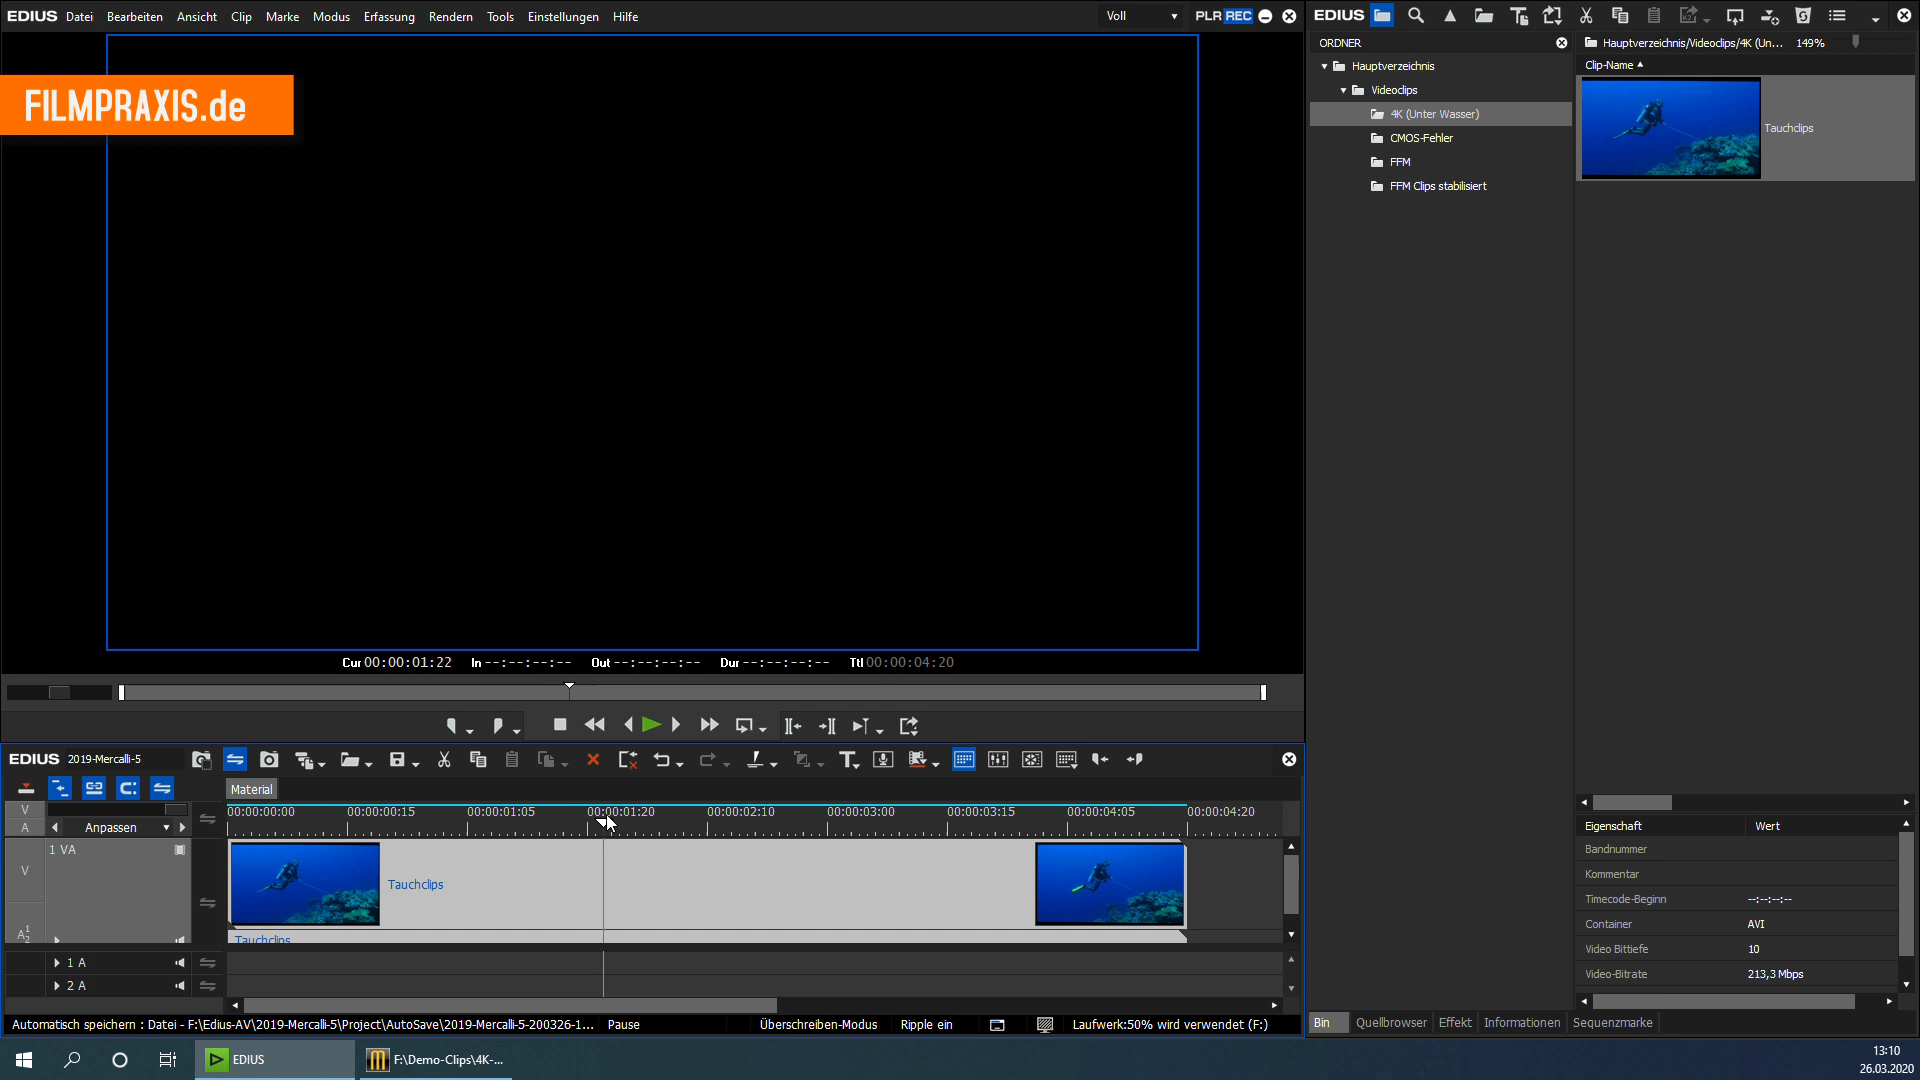 EDIUS Datei Bearbeiten Ansicht Clip Marke Modus Erfassung Rendern Tools Einstellungen Hilfe Voll PLR REC
FILMPRAXIS.de
Cur 00:00:01:22 In --:--:--:-- Out --:--:--:-- Dur --:--:--:-- Ttl 00:00:04:20
EDIUS
ORDNER
Hauptverzeichnis
Videoclips
4K (Unter Wasser)
CMOS-Fehler
FFM
FFM Clips stabilisiert
Hauptverzeichnis/Videoclips/4K (Un... 149%
Clip-Name
Tauchclips
Eigenschaft Wert
Bandnummer
Kommentar
Timecode-Beginn --:--:--:--
Container AVI
Video Bittiefe 10
Video-Bitrate 213,3 Mbps
Bin Quellbrowser Effekt Informationen Sequenzmarke
EDIUS 2019-Mercalli-5
Material
V
A
Anpassen
00:00:00:00 00:00:00:15 00:00:01:05 00:00:01:20 00:00:02:10 00:00:03:00 00:00:03:15 00:00:04:05 00:00:04:20
1 VA
V
Tauchclips
A 1 2
Tauchclips
1 A
2 A
Automatisch speichern : Datei - F:\Edius-AV\2019-Mercalli-5\Project\AutoSave\2019-Mercalli-5-200326-1... Pause Überschreiben-Modus Ripple ein Laufwerk:50% wird verwendet (F:)
EDIUS
F:\Demo-Clips\4K-...
13:10
26.03.2020